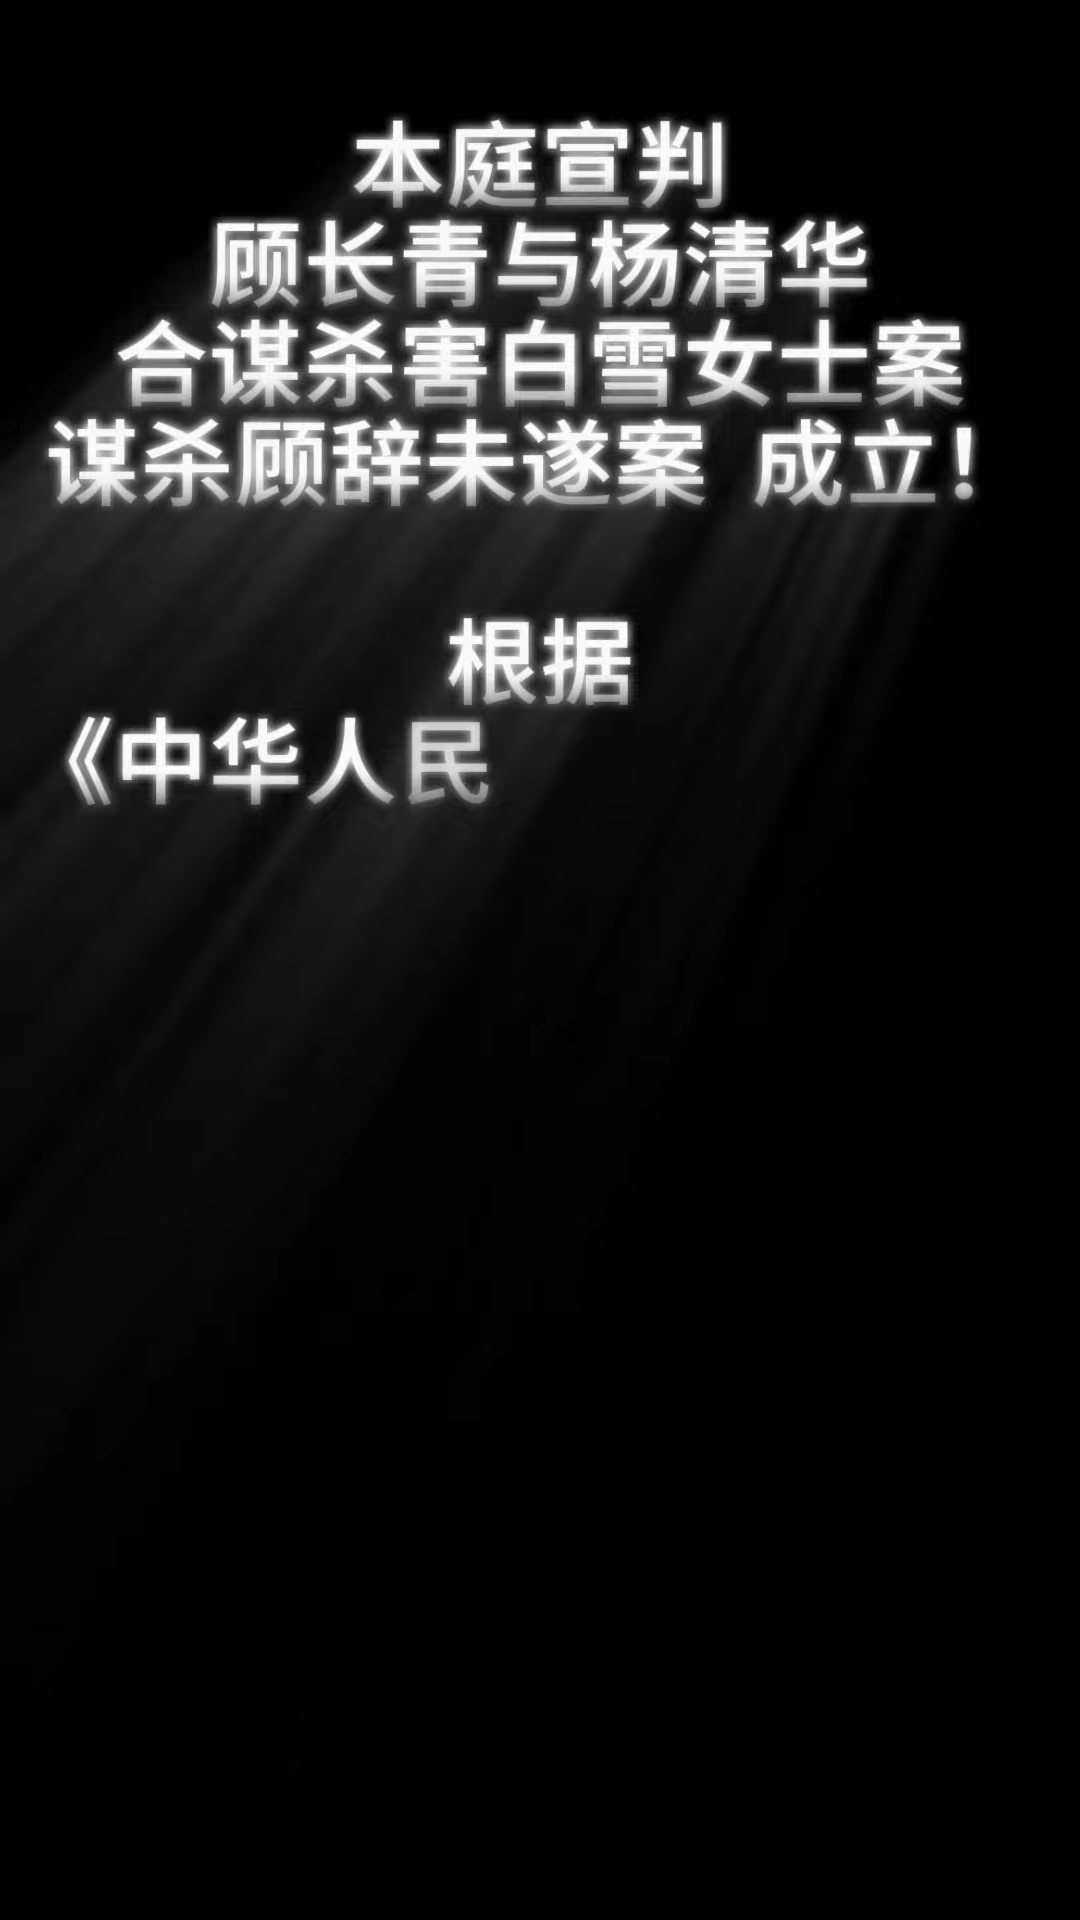 本庭宣判
顾长青与杨清华
合谋杀害白雪女士案
谋杀顾辞未遂案 成立！
根据
《中华人民